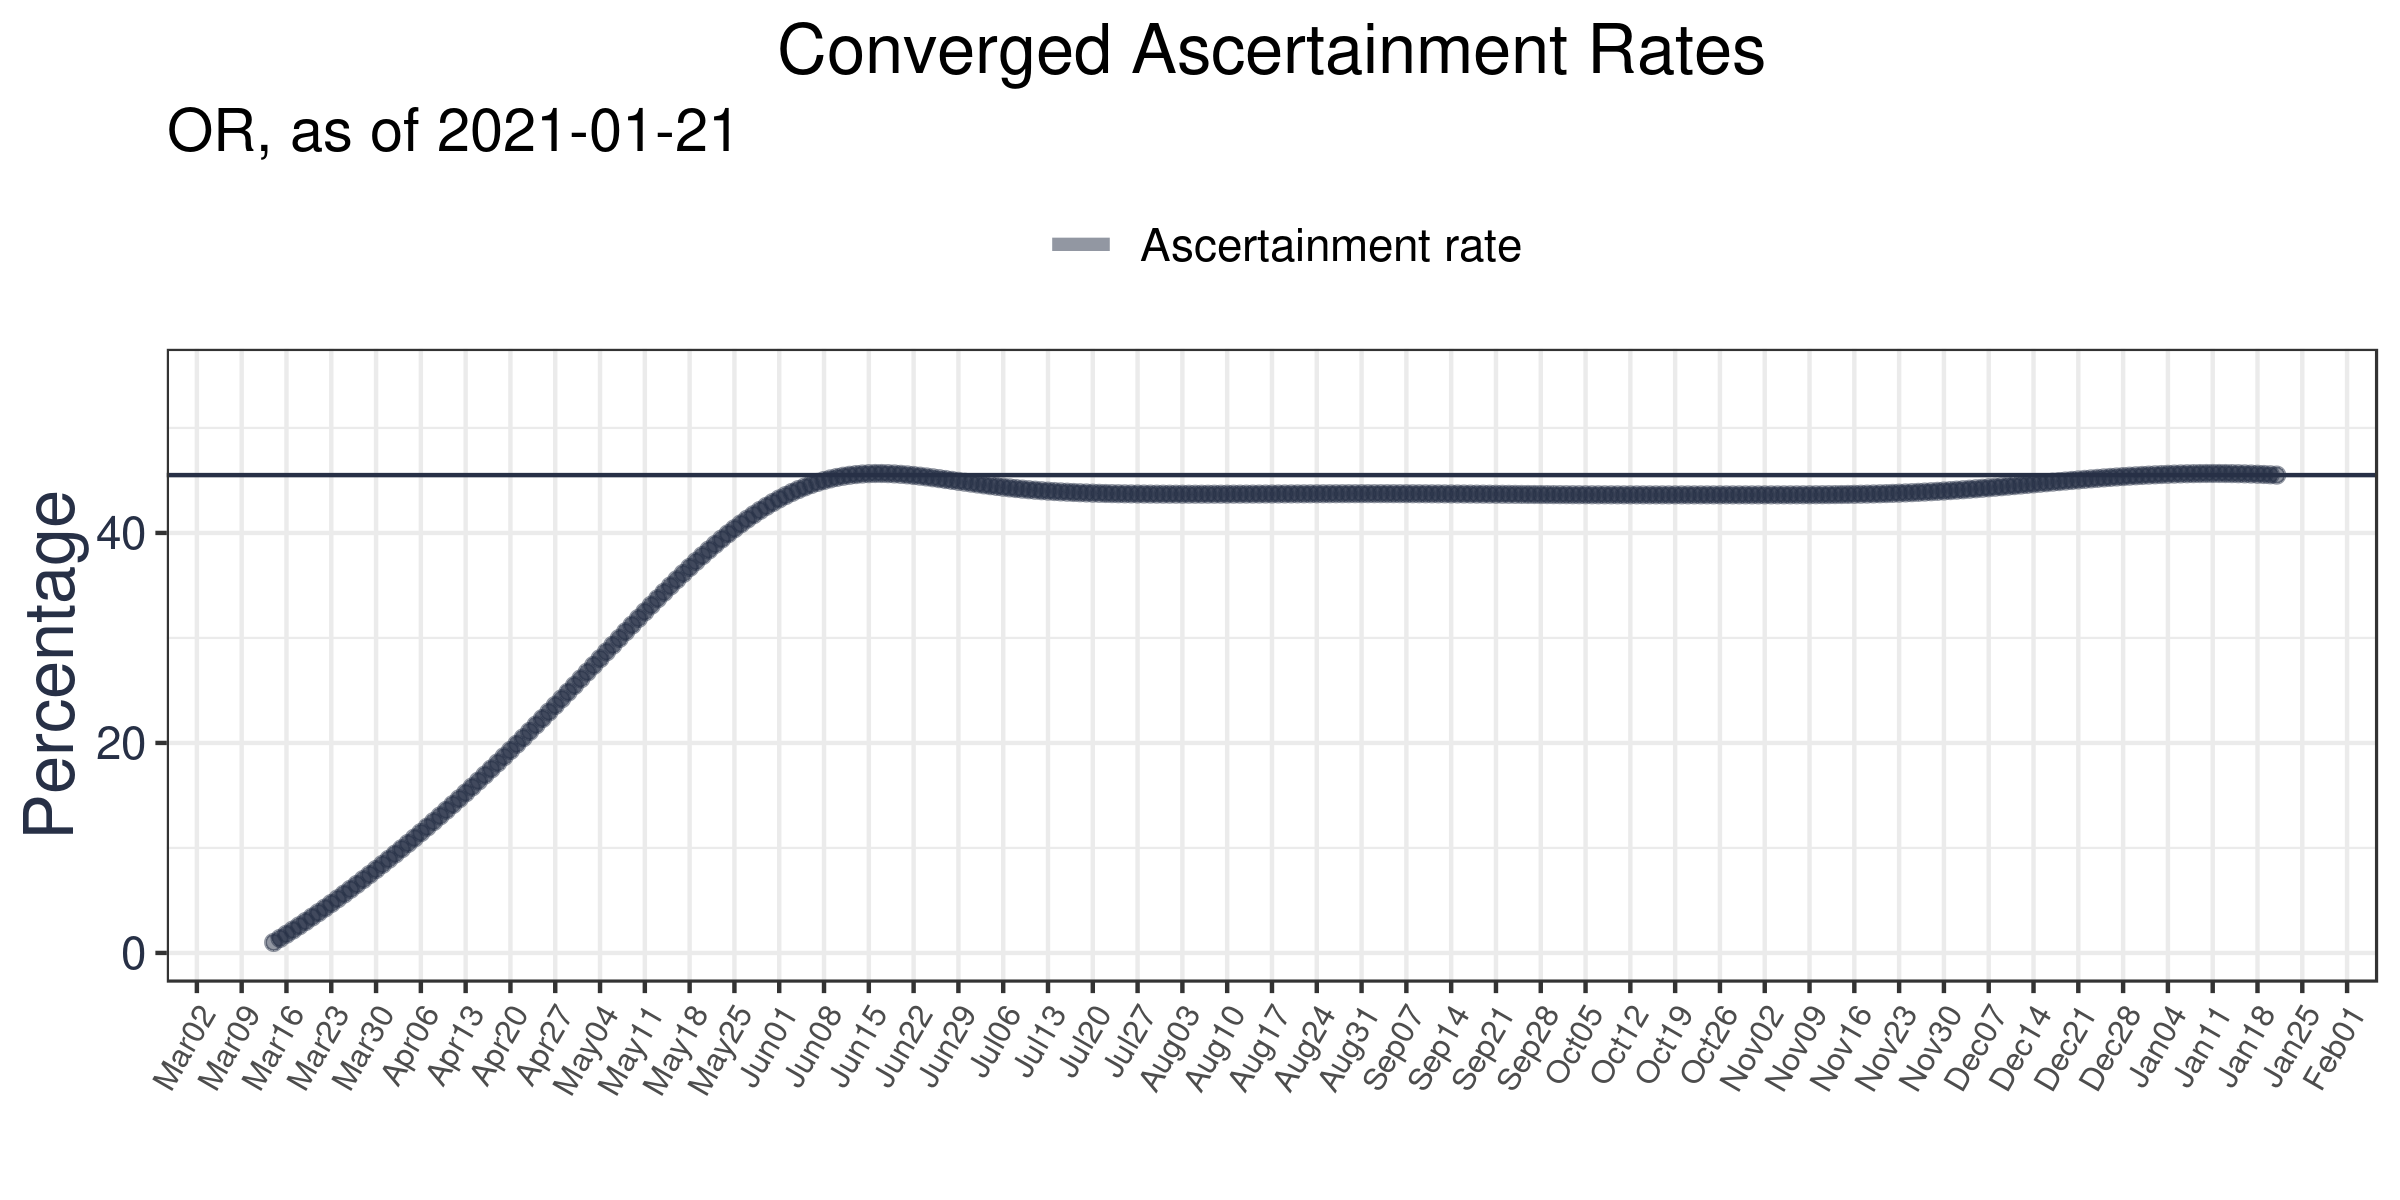 Converged Ascertainment Rates
OR, as of 2021-01-21
Ascertainment rate
Percentage
40
20
0
Mar02
Mar09
Mar16
Mar23
Mar30
Apr06
Apr13
Apr20
Apr27
May04
May11
May18
May25
Jun01
Jun08
Jun15
Jun22
Jun29
Jul06
Jul13
Jul20
Jul27
Aug03
Aug10
Aug17
Aug24
Aug31
Sep07
Sep14
Sep21
Sep28
Oct05
Oct12
Oct19
Oct26
Nov02
Nov09
Nov16
Nov23
Nov30
Dec07
Dec14
Dec21
Dec28
Jan04
Jan11
Jan18
Jan25
Feb01